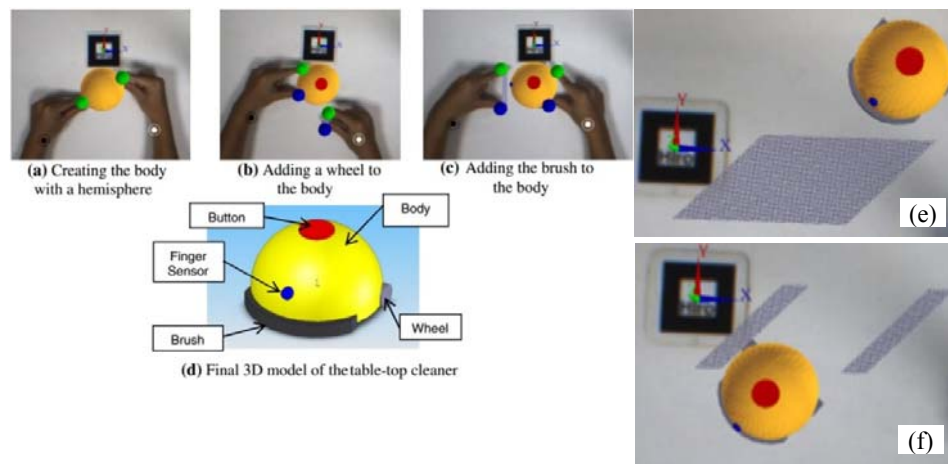 Y
X
(a) Creating the body
with a hemisphere
X
(b) Adding a wheel to
the body
X
(c) Adding the brush to
the body
Button
Body
Finger
Sensor
Brush
Wheel
(d) Final 3D model of the table-top cleaner
Y
X
Hiro
(e)
Y
X
Hiro
(f)